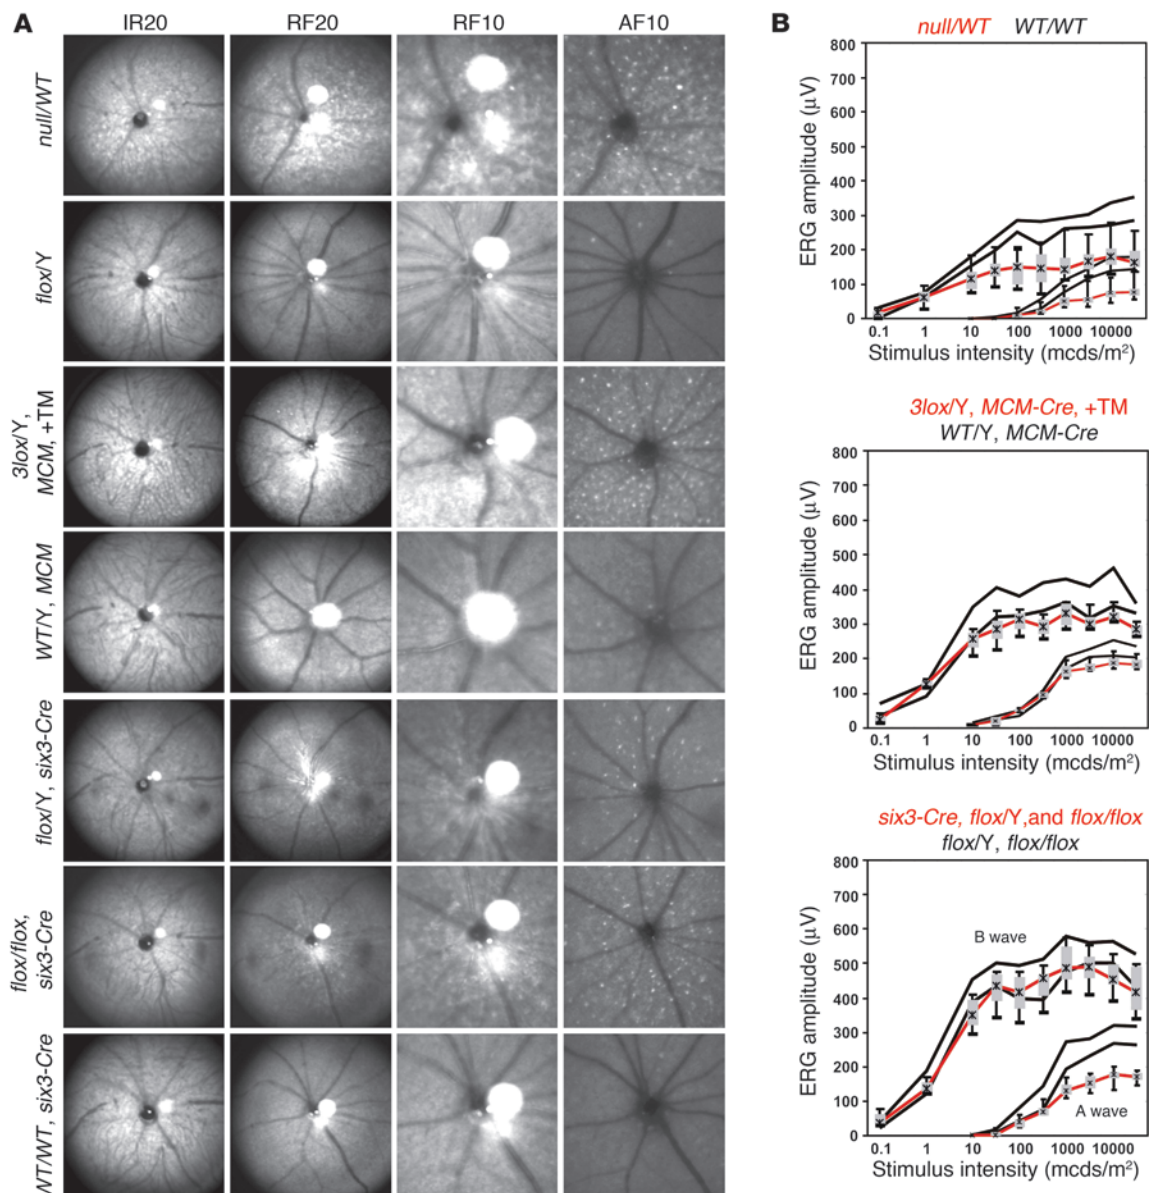 A
IR20 RF20 RF10 AF10
null/WT
flox/Y
3lox/Y,
MCM, +TM
WT/Y, MCM
flox/Y, six3-Cre
flox/flox,
six3-Cre
WT/WT, six3-Cre
B
null/WT WT/WT
ERG amplitude (µV)
800
700
600
500
400
300
200
100
0
0.1 1 10 100 1000 10000
Stimulus intensity (mcds/m²)
3lox/Y, MCM-Cre, +TM
WT/Y, MCM-Cre
ERG amplitude (µV)
800
700
600
500
400
300
200
100
0
0.1 1 10 100 1000 10000
Stimulus intensity (mcds/m²)
six3-Cre, flox/Y,and flox/flox
flox/Y, flox/flox
ERG amplitude (µV)
800
700
600
500
400
300
200
100
0
B wave
A wave
0.1 1 10 100 1000 10000
Stimulus intensity (mcds/m²)